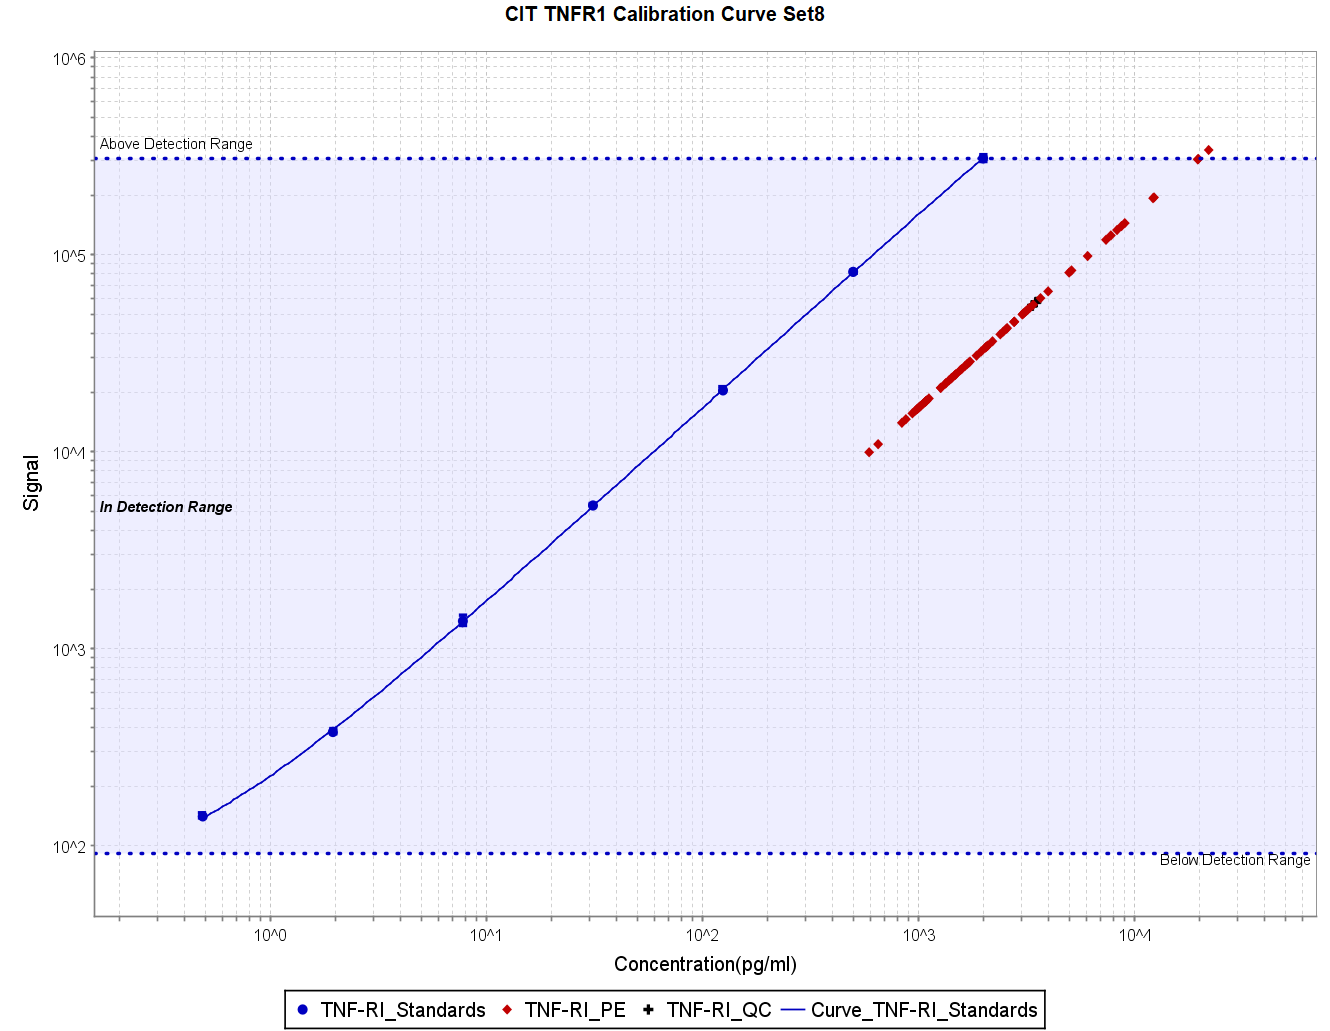 CIT TNFR1 Calibration Curve Set8
10^6
Above Detection Range
10^5
10^4
Signal
In Detection Range
10^3
10^2
Below Detection Range
10^0 10^1 10^2 10^3 10^4
Concentration(pg/ml)
TNF-RI_Standards TNF-RI_PE TNF-RI_QC Curve_TNF-RI_Standards